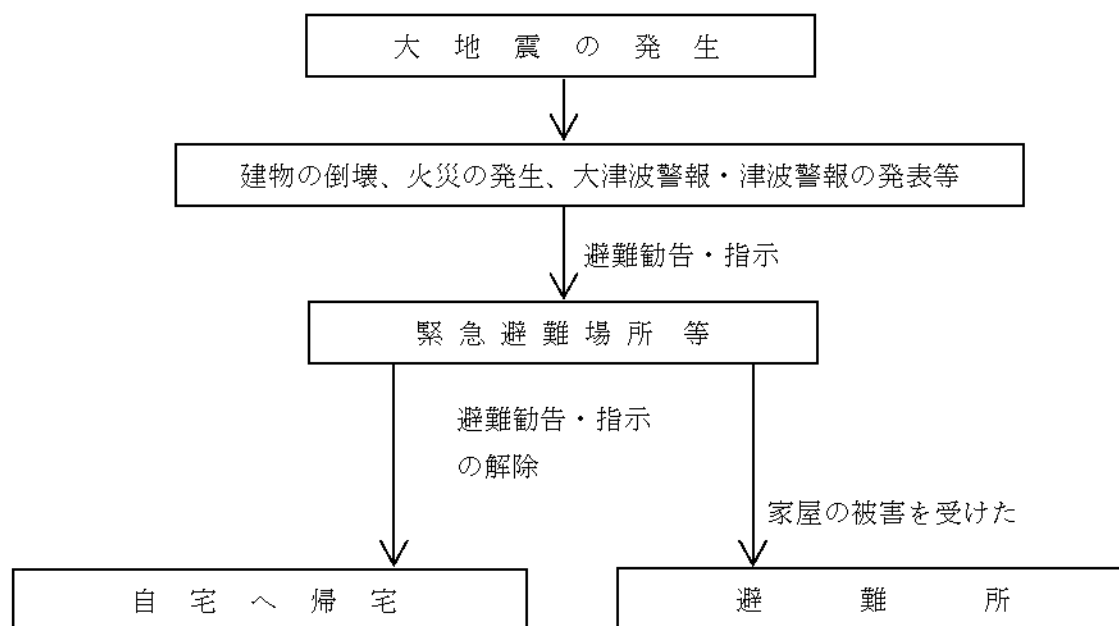 大地震の発生
建物の倒壊、火災の発生、大津波警報・津波警報の発表等
避難勧告・指示
緊急避難場所等
避難勧告・指示
の解除
家屋の被害を受けた
自宅へ帰宅
避難所